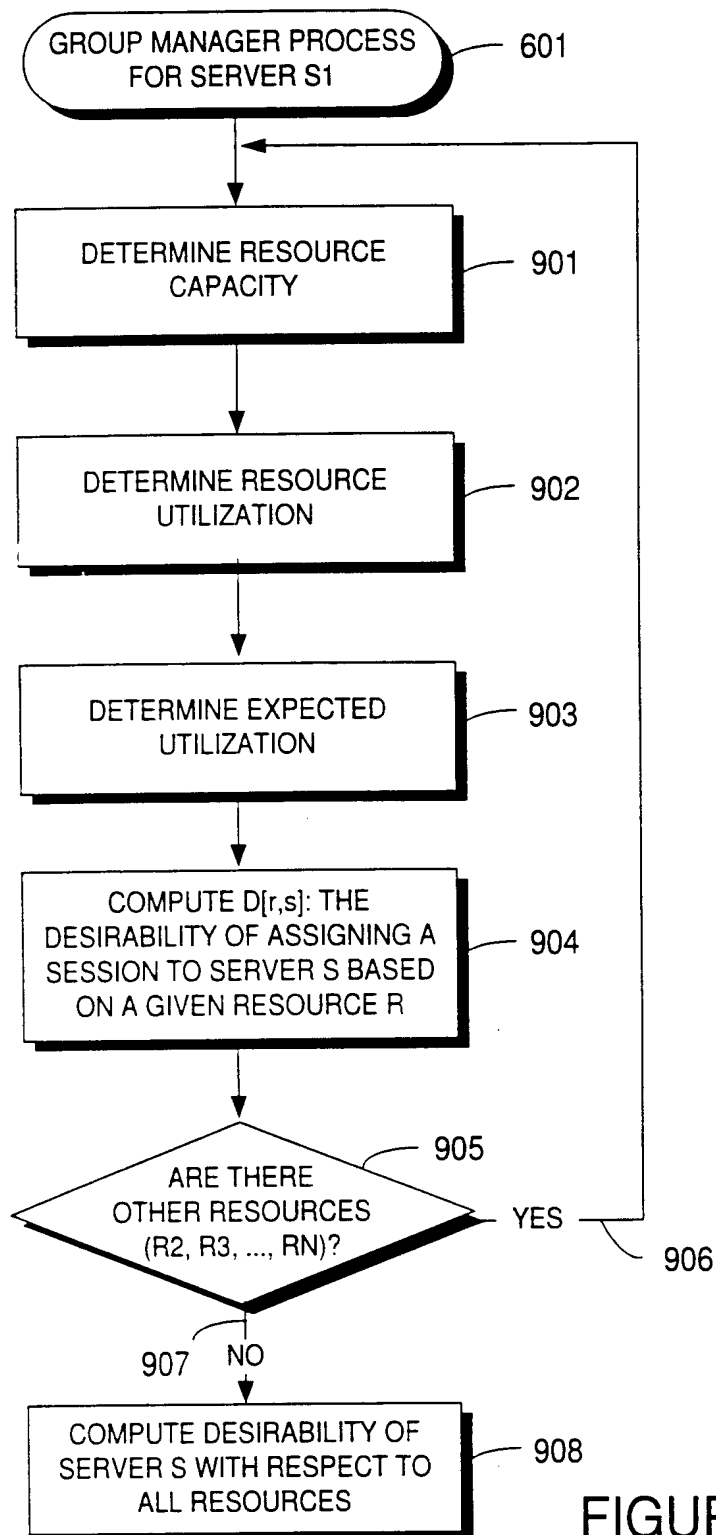 GROUP MANAGER PROCESS
FOR SERVER S1
601
DETERMINE RESOURCE
CAPACITY
901
DETERMINE RESOURCE
UTILIZATION
902
DETERMINE EXPECTED
UTILIZATION
903
COMPUTE D[r,s]: THE
DESIRABILITY OF ASSIGNING A
SESSION TO SERVER S BASED
ON A GIVEN RESOURCE R
904
ARE THERE
OTHER RESOURCES
(R2, R3, ..., RN)?
905
YES
906
907
NO
COMPUTE DESIRABILITY OF
SERVER S WITH RESPECT TO
ALL RESOURCES
908